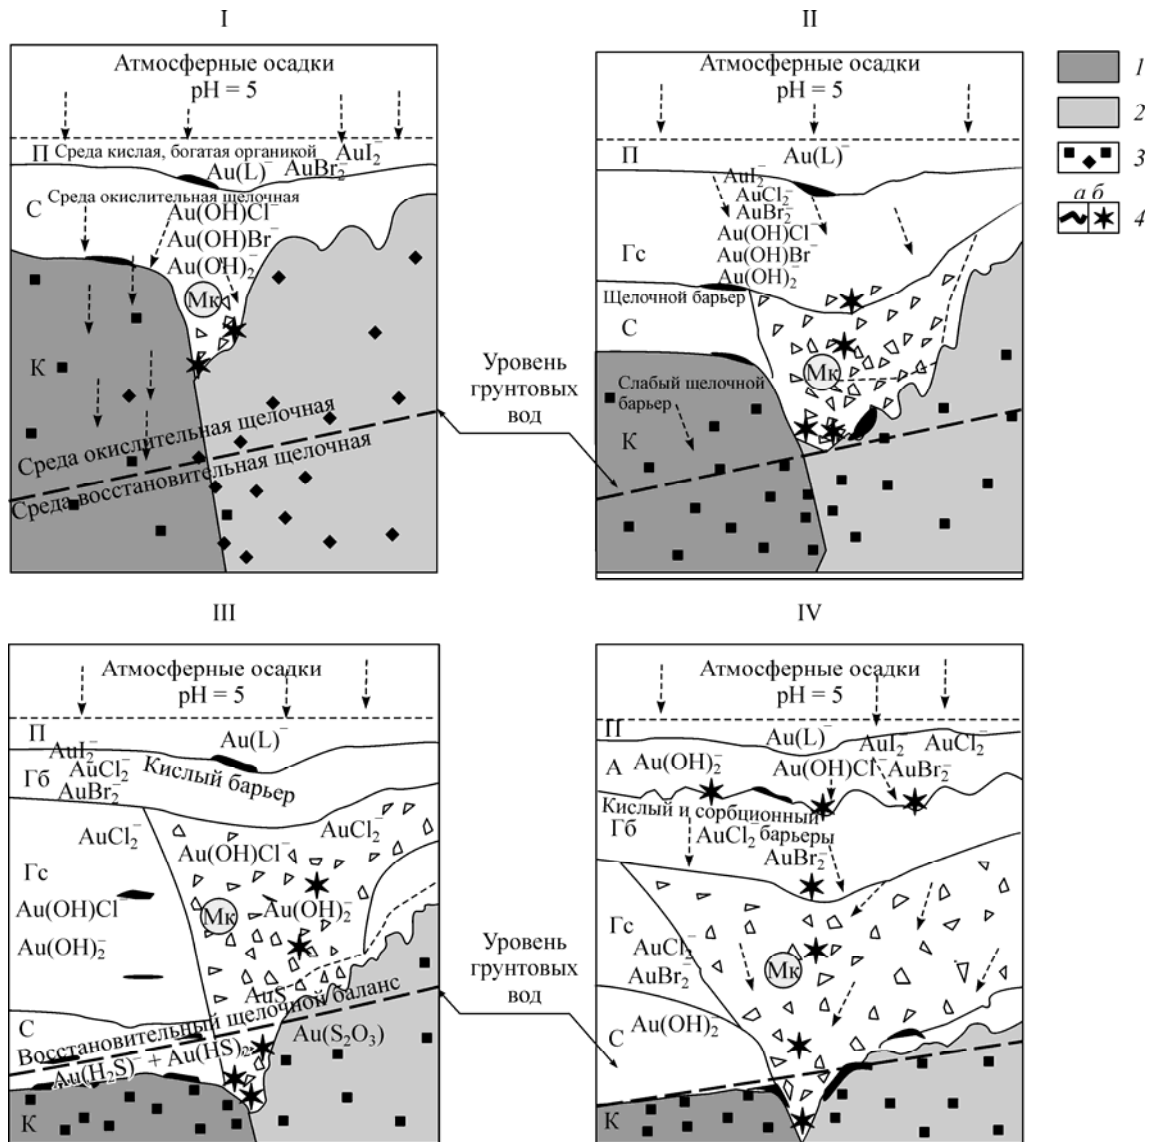 I
Атмосферные осадки
pH = 5
П
Среда кислая, богатая органикой
AuI₂⁻
Au(L)⁻
AuBr₂⁻
С
Среда окислительная щелочная
Au(OH)Cl⁻
Au(OH)Br⁻
Au(OH)₂⁻
Мк
К
Среда окислительная щелочная
Среда восстановительная щелочная
Уровень
грунтовых
вод
II
Атмосферные осадки
pH = 5
П
Au(L)⁻
AuI₂⁻
AuCl₂⁻
AuBr₂⁻
Гс
Au(OH)Cl⁻
Au(OH)Br⁻
Au(OH)₂⁻
Щелочной барьер
С
Мк
Слабый щелочной
барьер
К
1
2
3
а б
4
III
Атмосферные осадки
pH = 5
П
Au(L)⁻
AuI₂⁻
Гб
AuCl₂⁻
Кислый барьер
AuBr₂⁻
AuCl₂⁻
AuCl₂⁻
Au(OH)Cl⁻
Гс
Au(OH)Cl
Мк
Au(OH)₂⁻
Au(OH)₂⁻
AuS
С
Восстановительный щелочной баланс
Au(S₂O₃)
Au(H₂S)⁻ + Au(HS)₂⁻
К
Уровень
грунтовых
вод
IV
Атмосферные осадки
pH = 5
П
Au(L)⁻
AuI₂⁻
AuCl₂⁻
А
Au(OH)₂⁻
Au(OH)Cl⁻
AuBr₂⁻
Кислый и сорбционный
барьеры
Гб
AuCl₂⁻
AuBr₂⁻
Гс
AuCl₂⁻
AuBr₂⁻
Мк
С
Au(OH)₂
К